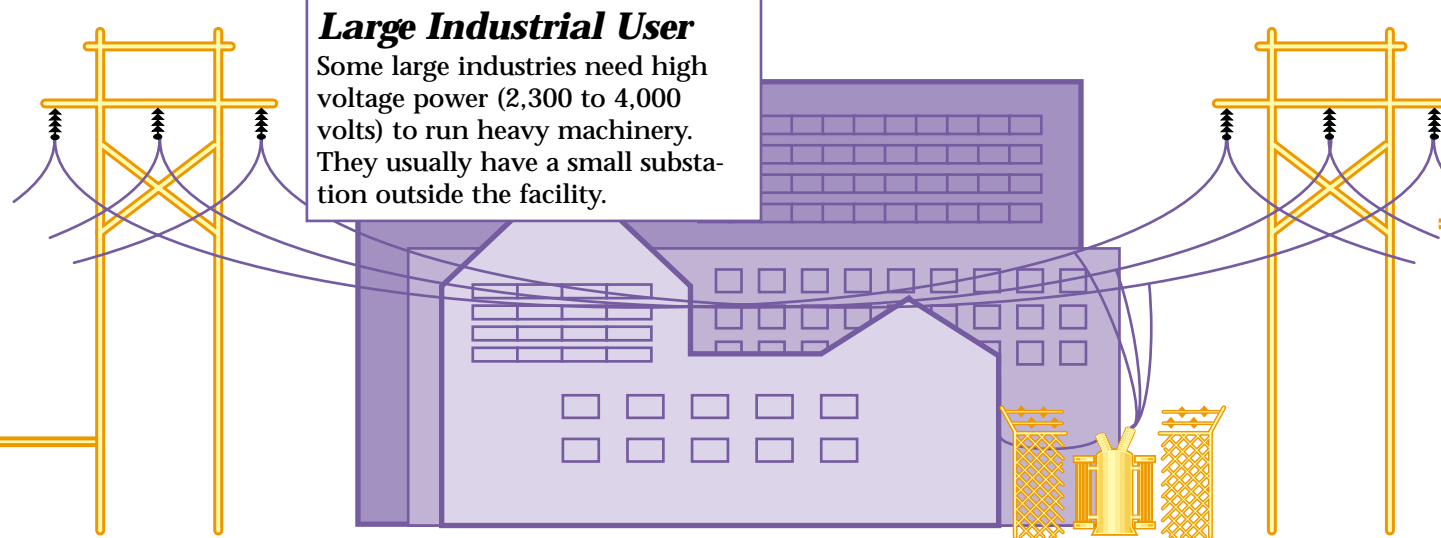 Large Industrial User
Some large industries need high
voltage power (2,300 to 4,000
volts) to run heavy machinery.
They usually have a small substa-
tion outside the facility.